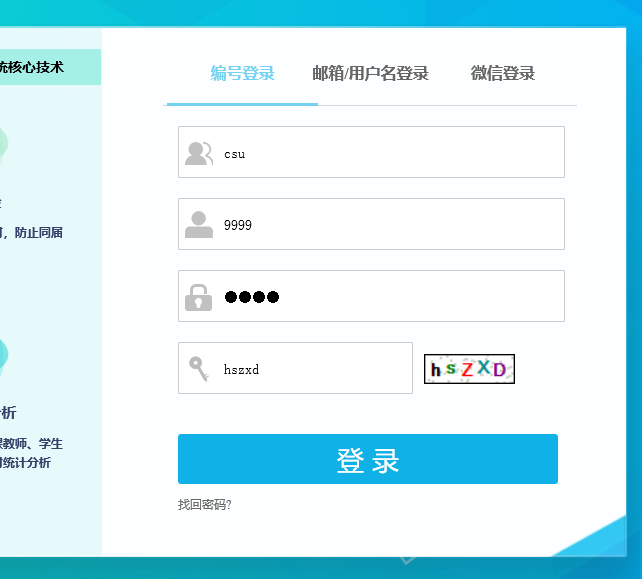 统核心技术
，防止同届
析
教师、学生
统计分析
编号登录 邮箱/用户名登录 微信登录
csu
9999
hszxd
hsZXD
登 录
找回密码?